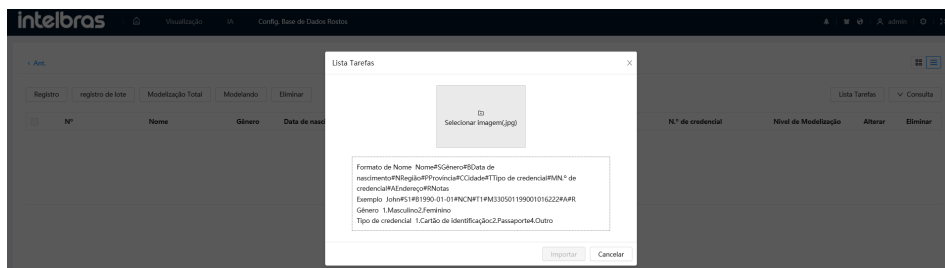 intelbras Visualização IA Config. Base de Dados Rostos admin
< Ant.
Lista Tarefas X
Registro registro de lote Modelização Total Modelando Eliminar Lista Tarefas Consulta
Selecionar imagem(.jpg)
Nº Nome Gênero Data de nasci N.º de credencial Nível de Modelização Alterar Eliminar
Formato de Nome Nome#SGênero#BData de
nascimento#NRegião#PProvíncia#CCidade#TTipo de credencial#MN.º de
credencial#AEndereço#RNotas
Exemplo John#S1#B1990-01-01#NCN#T1#M330501199001016222#A#R
Gênero 1.Masculino2.Feminino
Tipo de credencial 1.Cartão de identificaçãoc2.Passaporte4.Outro
Importar Cancelar